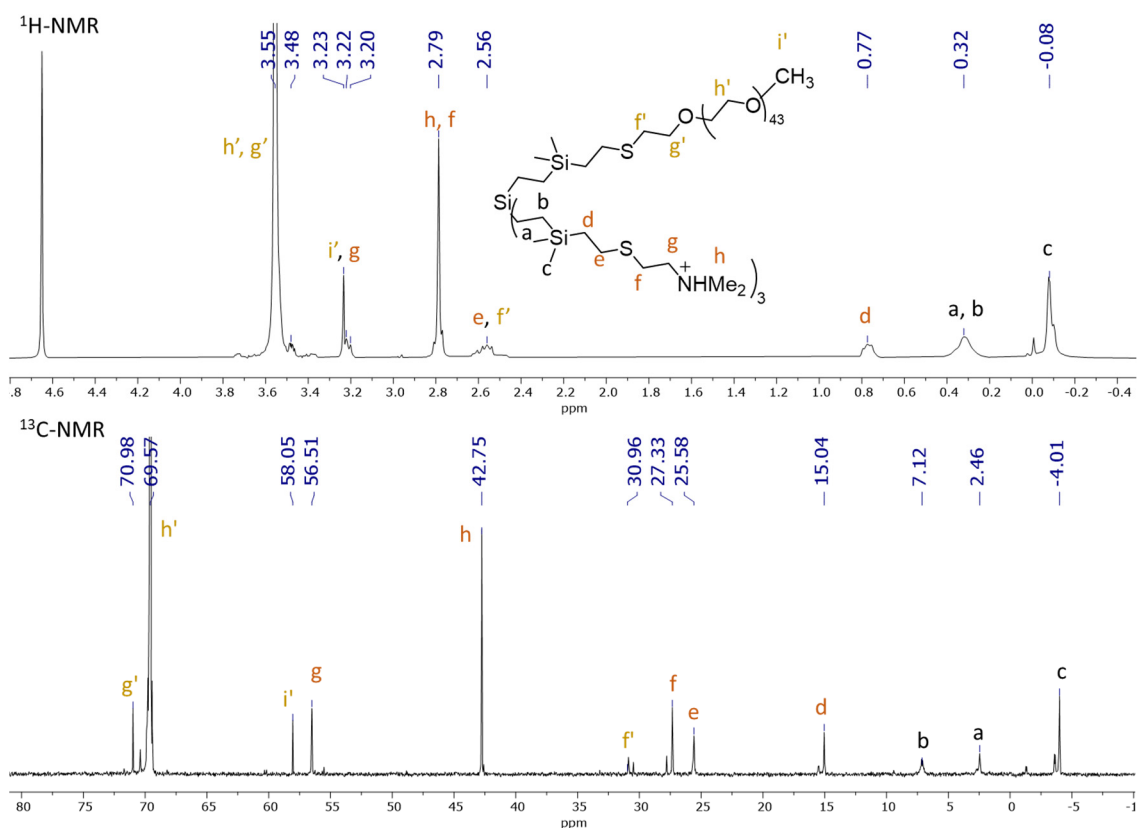 ¹H-NMR
3.55
3.48
3.23
3.22
3.20
2.79
2.56
0.77
0.32
-0.08
i'
CH₃
h'
O
O
43
f'
g'
S
Si
h, f
h', g'
Si
b
a
Si
c
d
e
S
f
g
+
NHMe₂
h
3
i', g
e, f'
d
a, b
c
.8 4.6 4.4 4.2 4.0 3.8 3.6 3.4 3.2 3.0 2.8 2.6 2.4 2.2 2.0 1.8 1.6 1.4 1.2 1.0 0.8 0.6 0.4 0.2 0.0 -0.2 -0.4
ppm
¹³C-NMR
70.98
69.57
58.05
56.51
42.75
30.96
27.33
25.58
15.04
7.12
2.46
-4.01
h'
h
g'
i'
g
f'
f
e
d
b
a
c
80 75 70 65 60 55 50 45 40 35 30 25 20 15 10 5 0 -5 -1
ppm